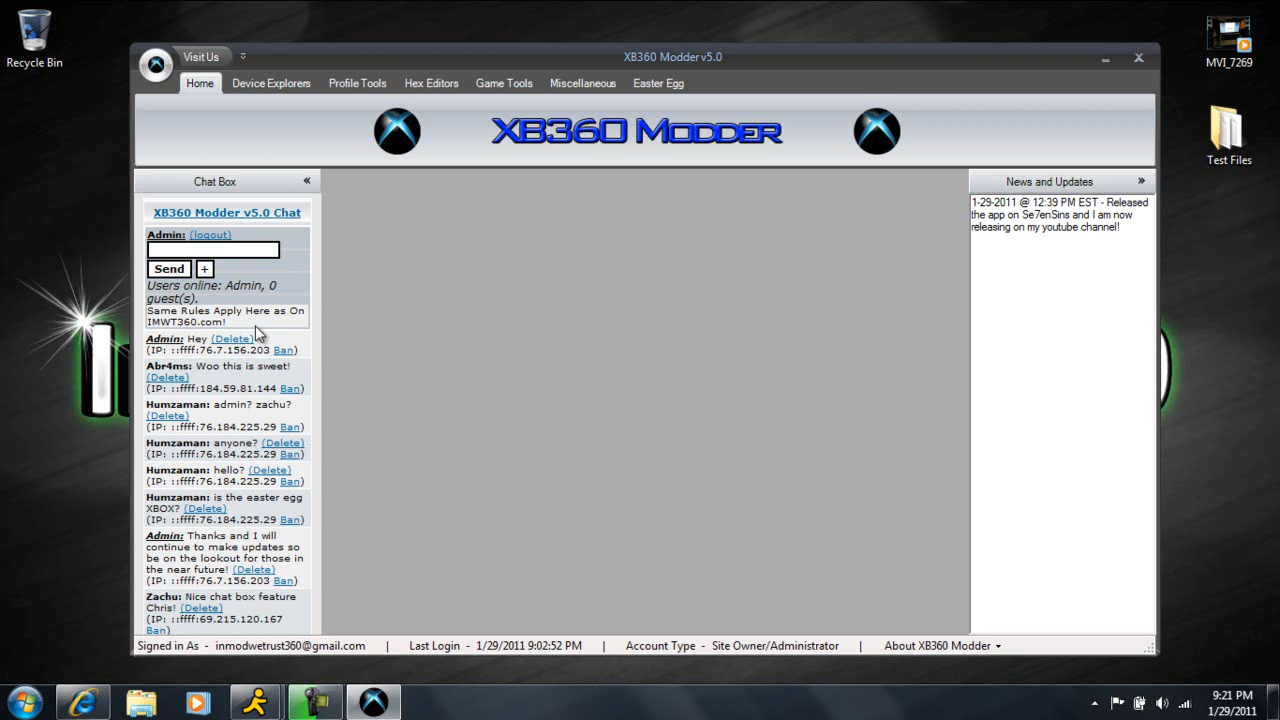 Recycle Bin
MVI_7269
Test Files
Visit Us
XB360 Modder v5.0
Home
Device Explorers
Profile Tools
Hex Editors
Game Tools
Miscellaneous
Easter Egg
XB360 Modder
Chat Box «
XB360 Modder v5.0 Chat
Admin: (logout)
Send +
Users online: Admin, 0
guest(s).
Same Rules Apply Here as On
IMWT360.com!
Admin: Hey (Delete)
(IP: ::ffff:76.7.156.203 Ban)
Abr4ms: Woo this is sweet!
(Delete)
(IP: ::ffff:184.59.81.144 Ban)
Humzaman: admin? zachu?
(Delete)
(IP: ::ffff:76.184.225.29 Ban)
Humzaman: anyone? (Delete)
(IP: ::ffff:76.184.225.29 Ban)
Humzaman: hello? (Delete)
(IP: ::ffff:76.184.225.29 Ban)
Humzaman: is the easter egg
XBOX? (Delete)
(IP: ::ffff:76.184.225.29 Ban)
Admin: Thanks and I will
continue to make updates so
be on the lookout for those in
the near future! (Delete)
(IP: ::ffff:76.7.156.203 Ban)
Zachu: Nice chat box feature
Chris! (Delete)
(IP: ::ffff:69.215.120.167
Ban)
News and Updates »
1-29-2011 @ 12:39 PM EST - Released
the app on Se7enSins and I am now
releasing on my youtube channel!
Signed in As - inmodwetrust360@gmail.com | Last Login - 1/29/2011 9:02:52 PM | Account Type - Site Owner/Administrator | About XB360 Modder
9:21 PM
1/29/2011